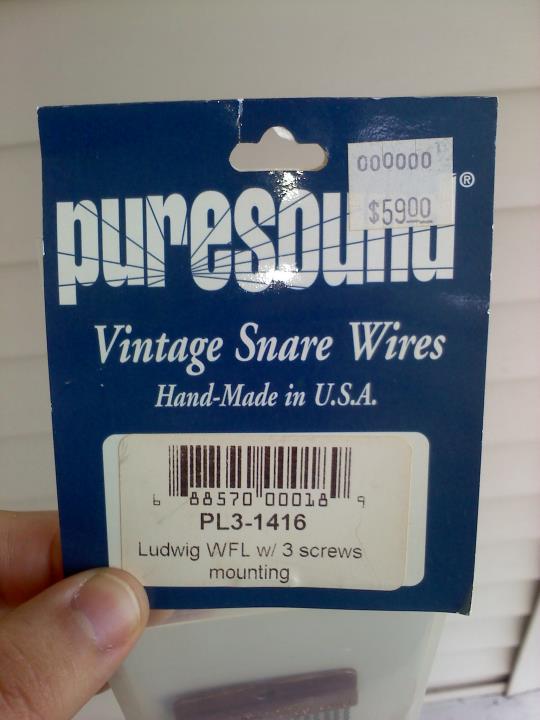 000000
$5900
puresound®
Vintage Snare Wires
Hand-Made in U.S.A.
6 88570 00018 9
PL3-1416
Ludwig WFL w/ 3 screws
mounting